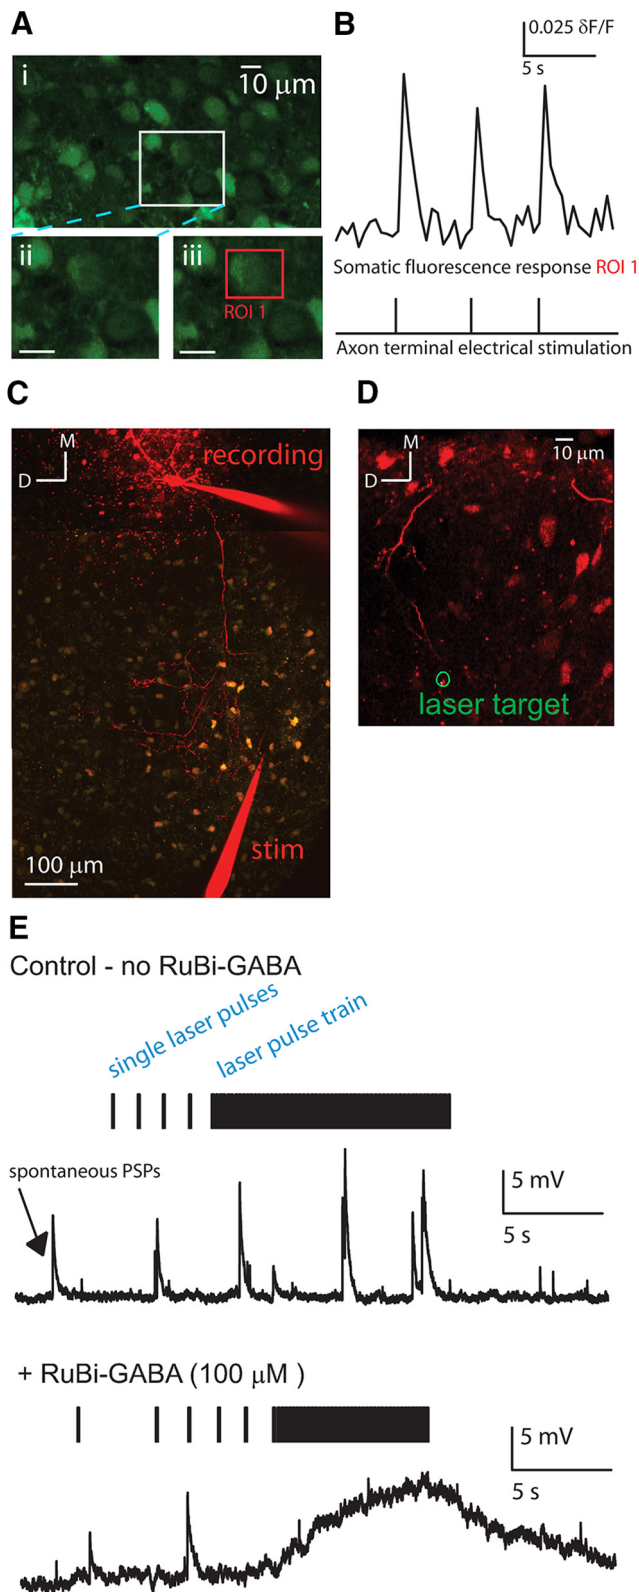 A
i
10 μm
ii
iii
ROI 1
B
0.025 δF/F
5 s
Somatic fluorescence response ROI 1
Axon terminal electrical stimulation
C
M
D
recording
stim
100 μm
D
M
D
10 μm
laser target
E
Control - no RuBi-GABA
single laser pulses
laser pulse train
spontaneous PSPs
5 mV
5 s
+ RuBi-GABA (100 μM )
5 mV
5 s